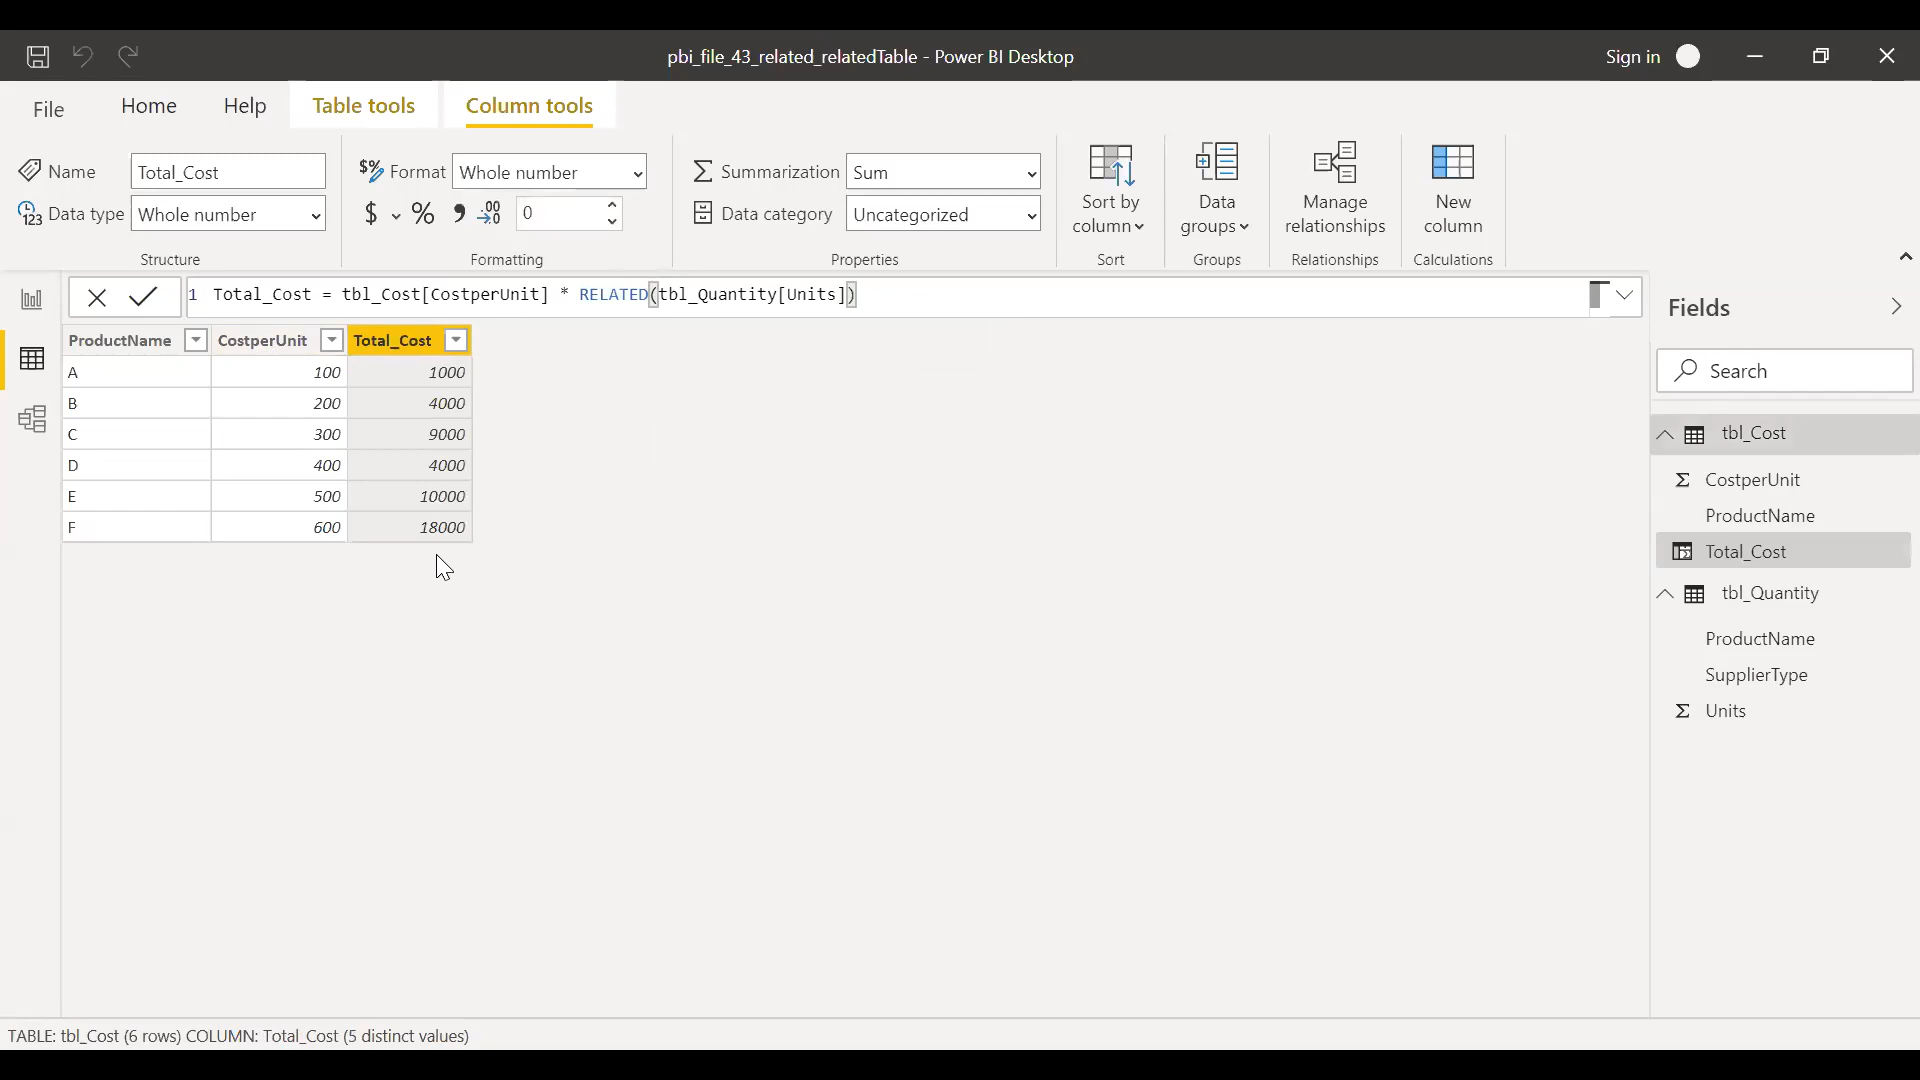 pbi_file_43_related_relatedTable - Power BI Desktop
Sign in
File Home Help Table tools Column tools
Name Total_Cost
Data type Whole number
Structure
Format Whole number
$ % 9 .00 0
Formatting
Summarization Sum
Data category Uncategorized
Properties
Sort by
column
Sort
Data
groups
Groups
Manage
relationships
Relationships
New
column
Calculations
1 Total_Cost = tbl_Cost[CostperUnit] * RELATED(tbl_Quantity[Units])
ProductName CostperUnit Total_Cost
A 100 1000
B 200 4000
C 300 9000
D 400 4000
E 500 10000
F 600 18000
Fields
Search
tbl_Cost
Σ CostperUnit
ProductName
Total_Cost
tbl_Quantity
ProductName
SupplierType
Σ Units
TABLE: tbl_Cost (6 rows) COLUMN: Total_Cost (5 distinct values)